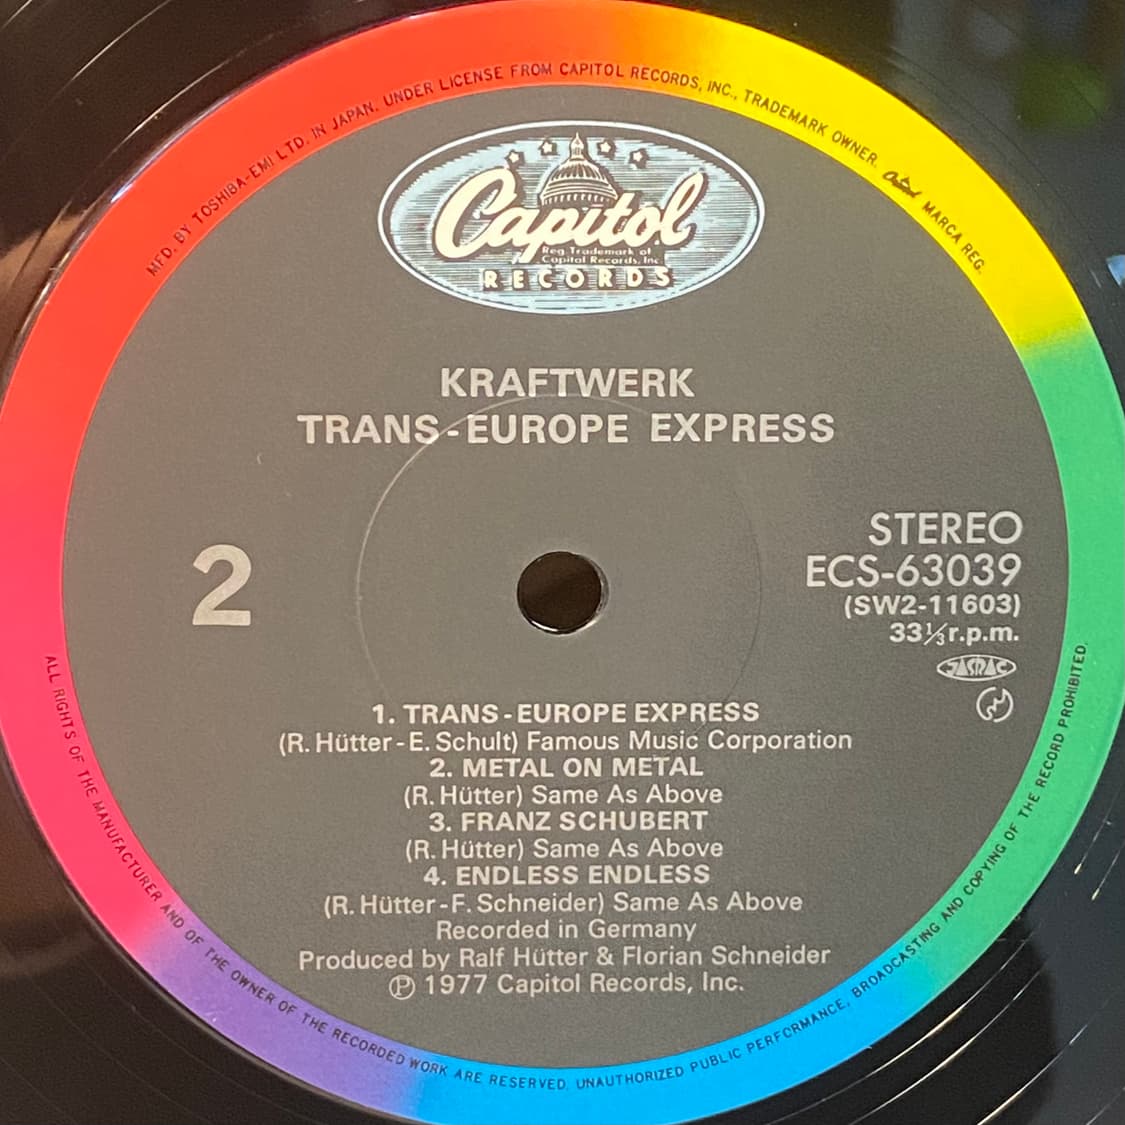 MFD. BY TOSHIBA-EMI LTD. IN JAPAN. UNDER LICENSE FROM CAPITOL RECORDS, INC., TRADEMARK OWNER. Capitol MARCA REG.
Capitol
Reg. Trademark of
Capitol Records, Inc.
RECORDS
KRAFTWERK
TRANS-EUROPE EXPRESS
2
STEREO
ECS-63039
(SW2-11603)
33⅓r.p.m.
JASRAC
1. TRANS-EUROPE EXPRESS
(R. Hütter-E. Schult) Famous Music Corporation
2. METAL ON METAL
(R. Hütter) Same As Above
3. FRANZ SCHUBERT
(R. Hütter) Same As Above
4. ENDLESS ENDLESS
(R. Hütter-F. Schneider) Same As Above
Recorded in Germany
Produced by Ralf Hütter & Florian Schneider
Ⓟ 1977 Capitol Records, Inc.
ALL RIGHTS OF THE MANUFACTURER AND OF THE OWNER OF THE RECORDED WORK ARE RESERVED. UNAUTHORIZED PUBLIC PERFORMANCE, BROADCASTING AND COPYING OF THE RECORD PROHIBITED.